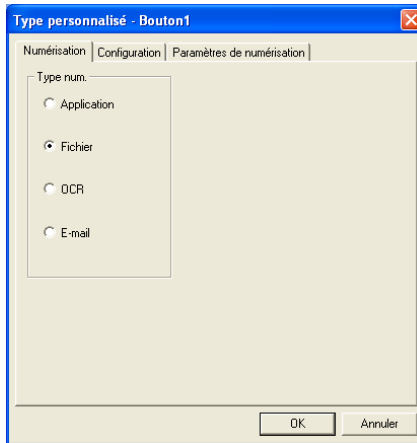 Type personnalisé - Bouton1
Numérisation Configuration Paramètres de numérisation
Type num.
Application
Fichier
OCR
E-mail
OK Annuler